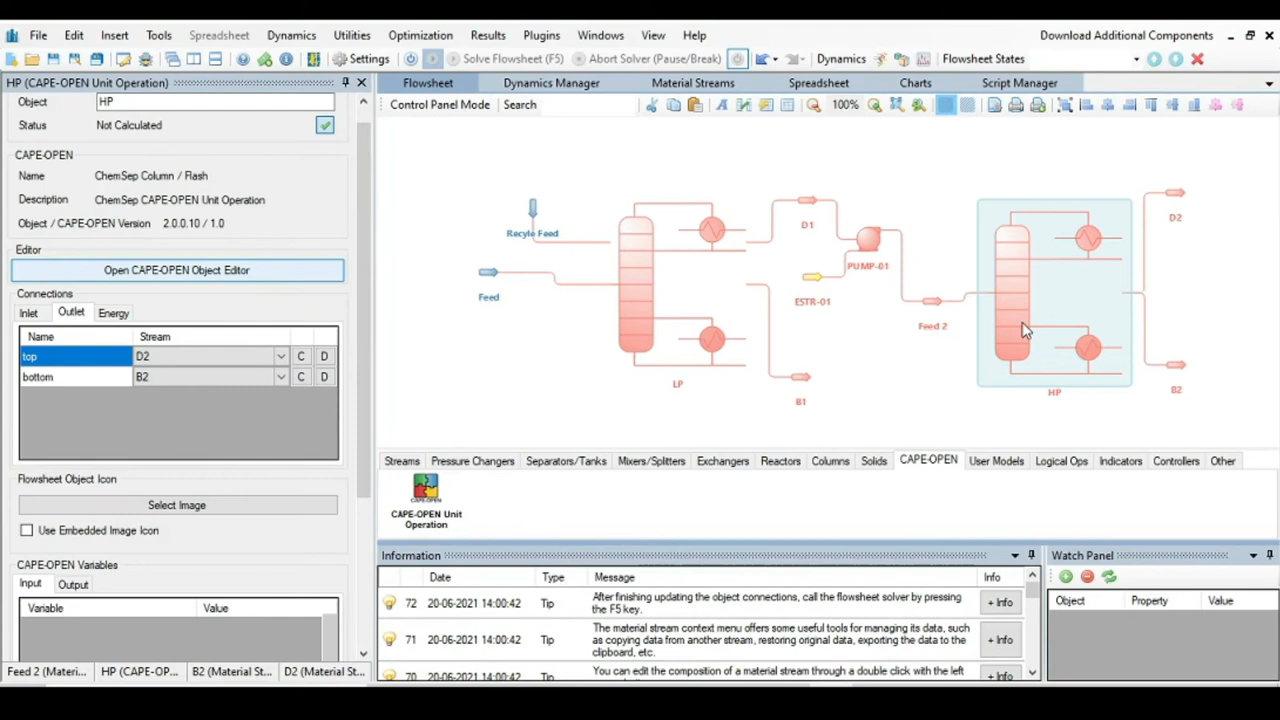 File Edit Insert Tools Spreadsheet Dynamics Utilities Optimization Results Plugins Windows View Help Download Additional Components
Settings Solve Flowsheet (F5) Abort Solver (Pause/Break) Dynamics Flowsheet States
HP (CAPE-OPEN Unit Operation)
Object HP
Status Not Calculated
CAPE-OPEN
Name ChemSep Column / Flash
Description ChemSep CAPE-OPEN Unit Operation
Object / CAPE-OPEN Version 2.0.0.10 / 1.0
Editor
Open CAPE-OPEN Object Editor
Connections
Inlet Outlet Energy
Name Stream
top D2 C D
bottom B2 C D
Flowsheet Object Icon
Select Image
Use Embedded Image Icon
CAPE-OPEN Variables
Input Output
Variable Value
Feed 2 (Materi... HP (CAPE-OP... B2 (Material St... D2 (Material St...
Flowsheet Dynamics Manager Material Streams Spreadsheet Charts Script Manager
Control Panel Mode Search 100%
Recyle Feed
Feed
LP
D1
PUMP-01
ESTR-01
B1
Feed 2
HP
D2
B2
Streams Pressure Changers Separators/Tanks Mixers/Splitters Exchangers Reactors Columns Solids CAPE-OPEN User Models Logical Ops Indicators Controllers Other
CAPE-OPEN
CAPE-OPEN Unit
Operation
Information
Date Type Message Info
72 20-06-2021 14:00:42 Tip After finishing updating the object connections, call the flowsheet solver by pressing
the F5 key. + Info
71 20-06-2021 14:00:42 Tip The material stream context menu offers some useful tools for managing its data, such
as copying data from another stream, restoring original data, exporting the data to the
clipboard, etc. + Info
70 20-06-2021 14:00:42 Tip You can edit the composition of a material stream through a double click with the left
+ Info
Watch Panel
Object Property Value